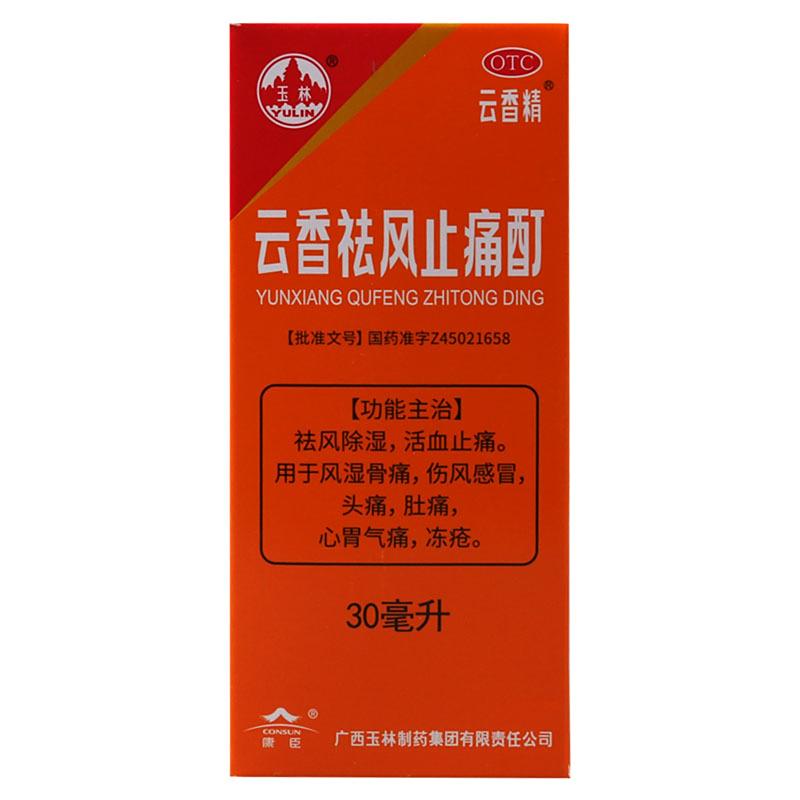 玉林
YULIN
®
OTC
云香精®
云香祛风止痛酊
YUNXIANG QUFENG ZHITONG DING
【批准文号】国药准字Z45021658
【功能主治】
祛风除湿，活血止痛。
用于风湿骨痛，伤风感冒，
头痛，肚痛，
心胃气痛，冻疮。
30毫升
®
CONSUN
康臣
广西玉林制药集团有限责任公司